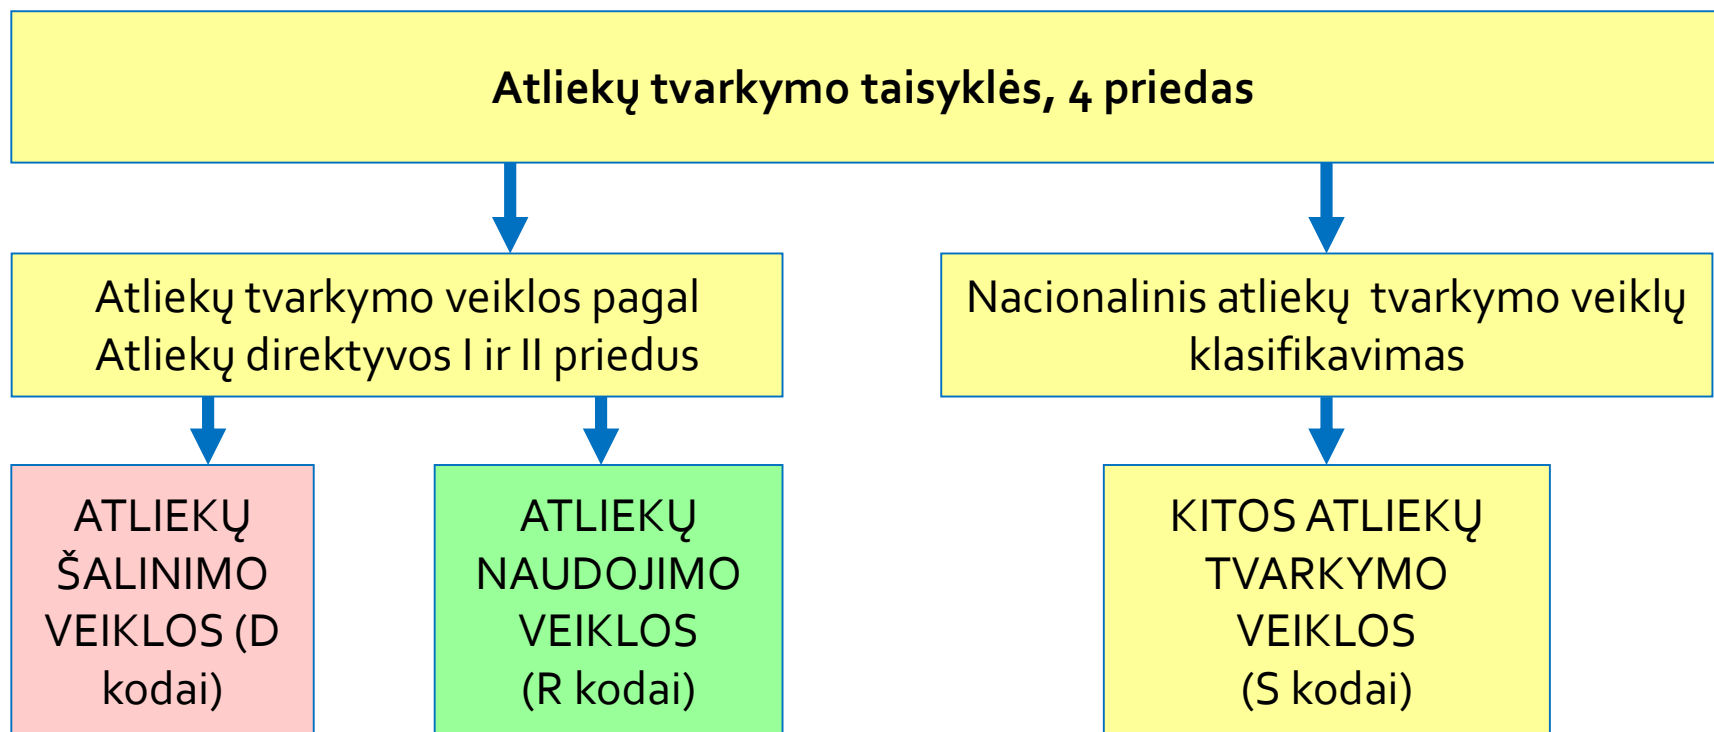 Atliekų tvarkymo taisyklės, 4 priedas
Atliekų tvarkymo veiklos pagal
Atliekų direktyvos I ir II priedus
Nacionalinis atliekų tvarkymo veiklų
klasifikavimas
ATLIEKŲ
ŠALINIMO
VEIKLOS (D
kodai)
ATLIEKŲ
NAUDOJIMO
VEIKLOS
(R kodai)
KITOS ATLIEKŲ
TVARKYMO
VEIKLOS
(S kodai)